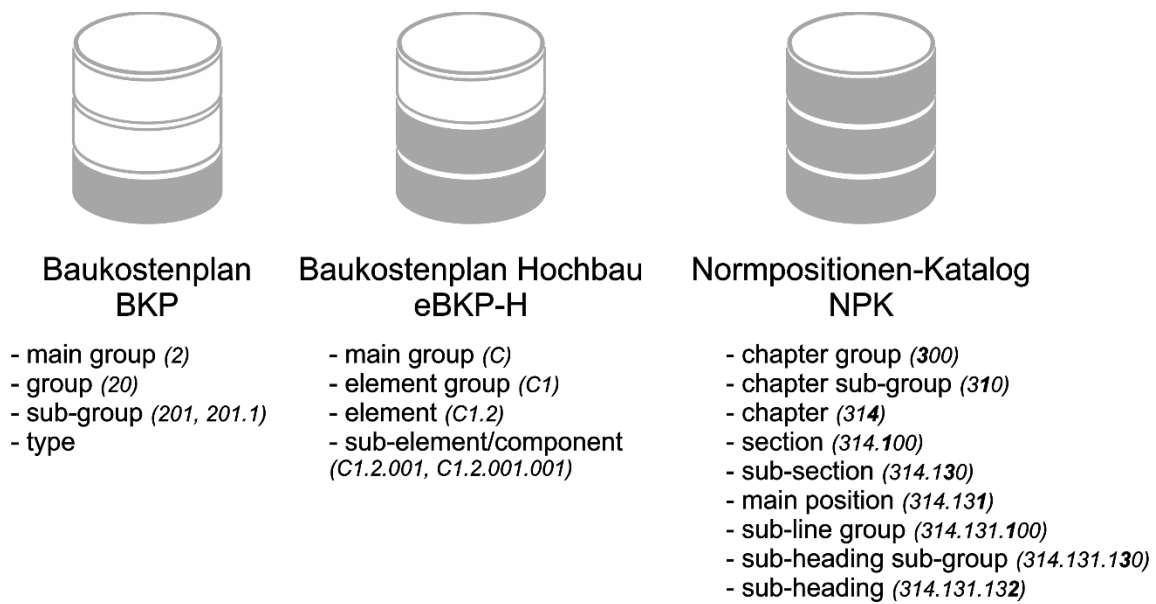 Baukostenplan
BKP
- main group (2)
- group (20)
- sub-group (201, 201.1)
- type
Baukostenplan Hochbau
eBKP-H
- main group (C)
- element group (C1)
- element (C1.2)
- sub-element/component
(C1.2.001, C1.2.001.001)
Normpositionen-Katalog
NPK
- chapter group (300)
- chapter sub-group (310)
- chapter (314)
- section (314.100)
- sub-section (314.130)
- main position (314.131)
- sub-line group (314.131.100)
- sub-heading sub-group (314.131.130)
- sub-heading (314.131.132)